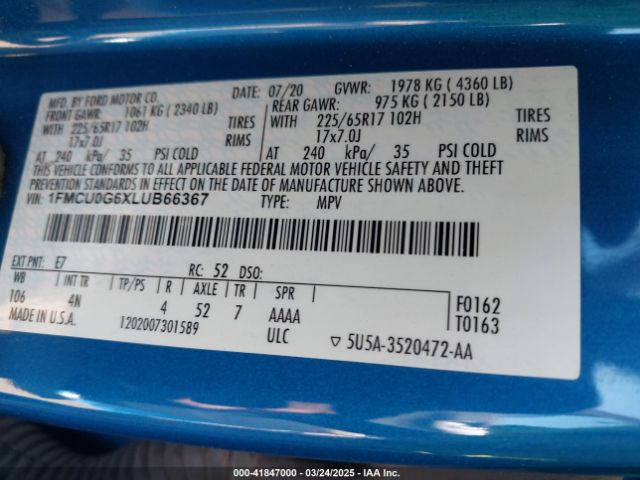 MFD. BY FORD MOTOR CO. DATE: 07/20 GVWR: 1978 KG ( 4360 LB)
FRONT GAWR: 1061 KG ( 2340 LB) REAR GAWR: 975 KG ( 2150 LB)
WITH 225/65R17 102H TIRES WITH 225/65R17 102H TIRES
17x7.0J RIMS 17x7.0J RIMS
AT 240 kPa/ 35 PSI COLD AT 240 kPa/ 35 PSI COLD
THIS VEHICLE CONFORMS TO ALL APPLICABLE FEDERAL MOTOR VEHICLE SAFETY AND THEFT
PREVENTION STANDARDS IN EFFECT ON THE DATE OF MANUFACTURE SHOWN ABOVE.
VIN: 1FMCU0G6XLUB66367 TYPE: MPV
EXT PNT: E7 RC: 52 DSO:
WB INT TR TP/PS R AXLE TR SPR
106 4N 4 52 7 AAAA F0162
MADE IN U.S.A. 1202007301589 ULC T0163
▽ 5U5A-3520472-AA
000-41847000 — 03/24/2025 — IAA Inc.